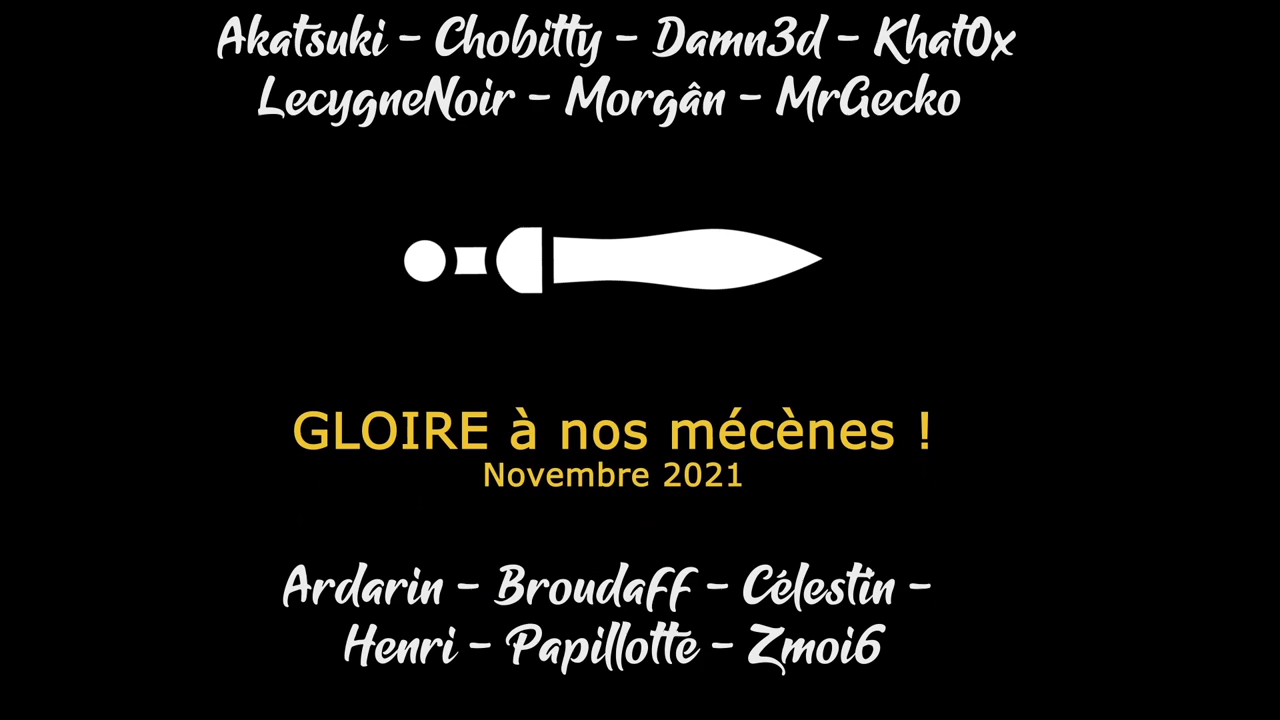 Akatsuki - Chobitty - Damn3d - Khat0x
LecygneNoir - Morgân - MrGecko
GLOIRE à nos mécènes !
Novembre 2021
Ardarin - Broudaff - Célestin -
Henri - Papillotte - Zmoi6